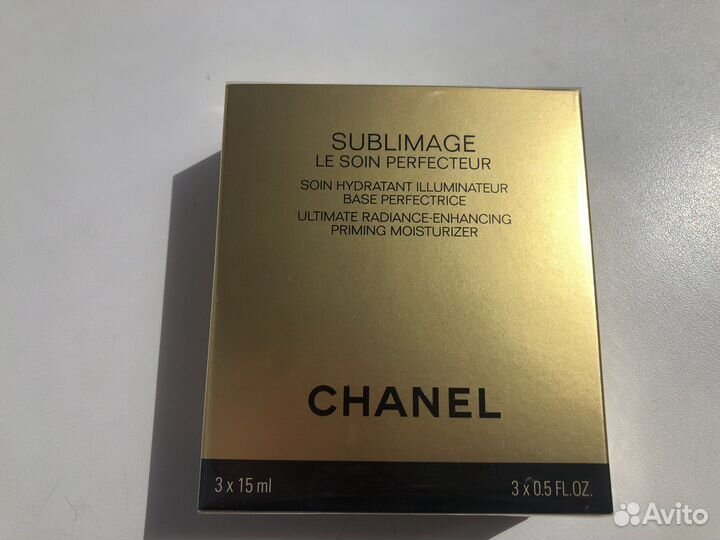 SUBLIMAGE
LE SOIN PERFECTEUR
SOIN HYDRATANT ILLUMINATEUR
BASE PERFECTRICE
ULTIMATE RADIANCE-ENHANCING
PRIMING MOISTURIZER
CHANEL
3 x 15 ml
3 x 0.5 FL.OZ.
Avito